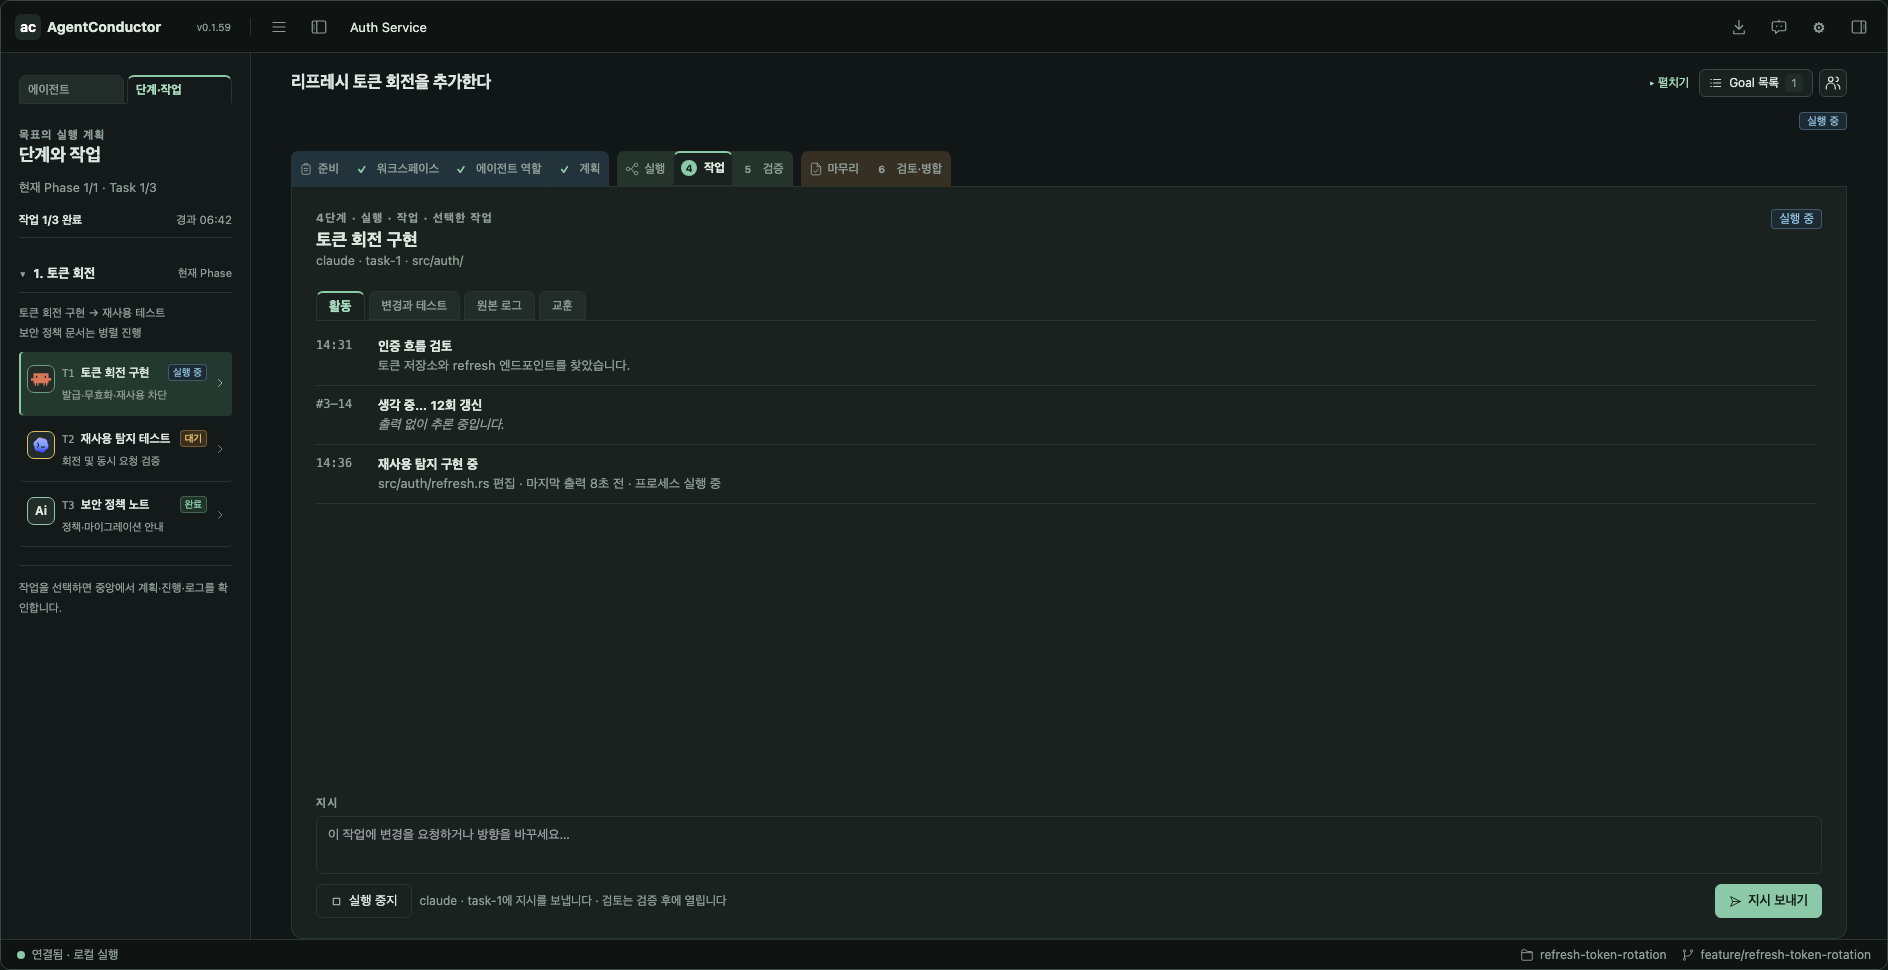 ac AgentConductor v0.1.59 Auth Service
에이전트 단계·작업
목표의 실행 계획
단계와 작업
현재 Phase 1/1 · Task 1/3
작업 1/3 완료 경과 06:42
▾ 1. 토큰 회전 현재 Phase
토큰 회전 구현 → 재사용 테스트
보안 정책 문서는 병렬 진행
T1 토큰 회전 구현 실행 중
발급·무효화·재사용 차단
T2 재사용 탐지 테스트 대기
회전 및 동시 요청 검증
Ai T3 보안 정책 노트 완료
정책·마이그레이션 안내
작업을 선택하면 중앙에서 계획·진행·로그를 확
인합니다.
리프레시 토큰 회전을 추가한다 ▸ 펼치기 Goal 목록 1
실행 중
준비 ✓ 워크스페이스 ✓ 에이전트 역할 ✓ 계획 실행 4 작업 5 검증 마무리 6 검토·병합
4단계 · 실행 · 작업 · 선택한 작업 실행 중
토큰 회전 구현
claude · task-1 · src/auth/
활동 변경과 테스트 원본 로그 교훈
14:31 인증 흐름 검토
토큰 저장소와 refresh 엔드포인트를 찾았습니다.
#3–14 생각 중... 12회 갱신
출력 없이 추론 중입니다.
14:36 재사용 탐지 구현 중
src/auth/refresh.rs 편집 · 마지막 출력 8초 전 · 프로세스 실행 중
지시
이 작업에 변경을 요청하거나 방향을 바꾸세요...
실행 중지 claude · task-1에 지시를 보냅니다 · 검토는 검증 후에 열립니다 지시 보내기
연결됨 · 로컬 실행 refresh-token-rotation feature/refresh-token-rotation